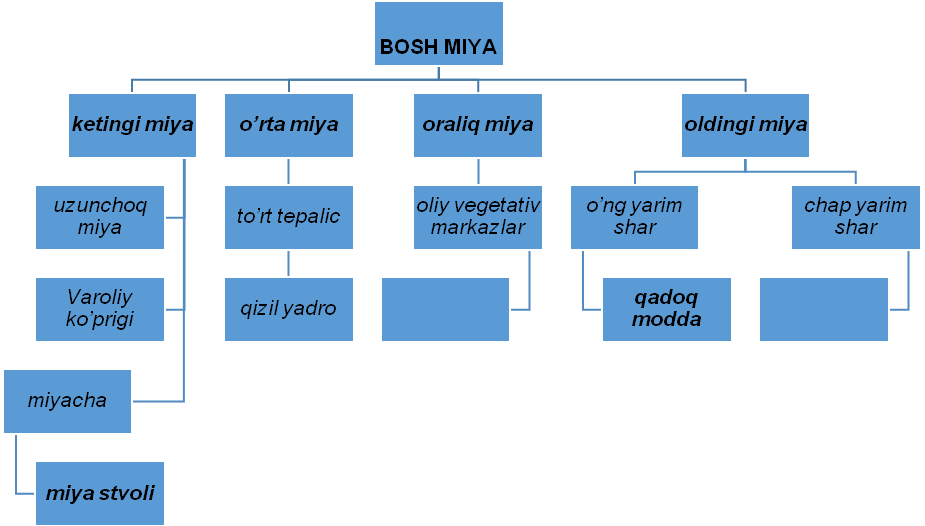 BOSH MIYA
ketingi miya
o’rta miya
oraliq miya
oldingi miya
uzunchoq
miya
to’rt tepalic
oliy vegetativ
markazlar
o’ng yarim
shar
chap yarim
shar
Varoliy
ko’prigi
qizil yadro
qadoq
modda
miyacha
miya stvoli